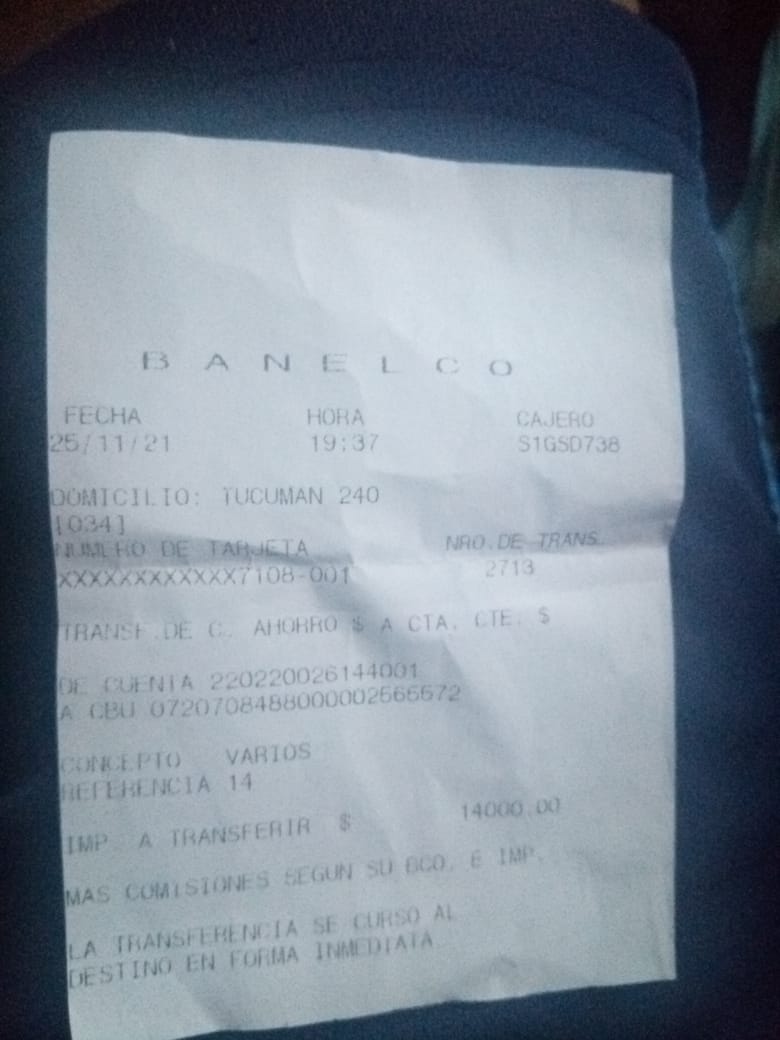 BANELCO
FECHA HORA CAJERO
25/11/21 19:37 S1GSD738
DOMICILIO: TUCUMAN 240
[034]
NUMERO DE TARJETA NRO.DE TRANS.
XXXXXXXXXXXX7108-001 2713
TRANSF.DE C. AHORRO $ A CTA. CTE. $
DE CUENTA 220220026144001
A CBU 0720708488000002565572
CONCEPTO VARIOS
REFERENCIA 14
IMP. A TRANSFERIR $ 14000.00
MAS COMISIONES SEGUN SU BCO. E IMP.
LA TRANSFERENCIA SE CURSO AL
DESTINO EN FORMA INMEDIATA